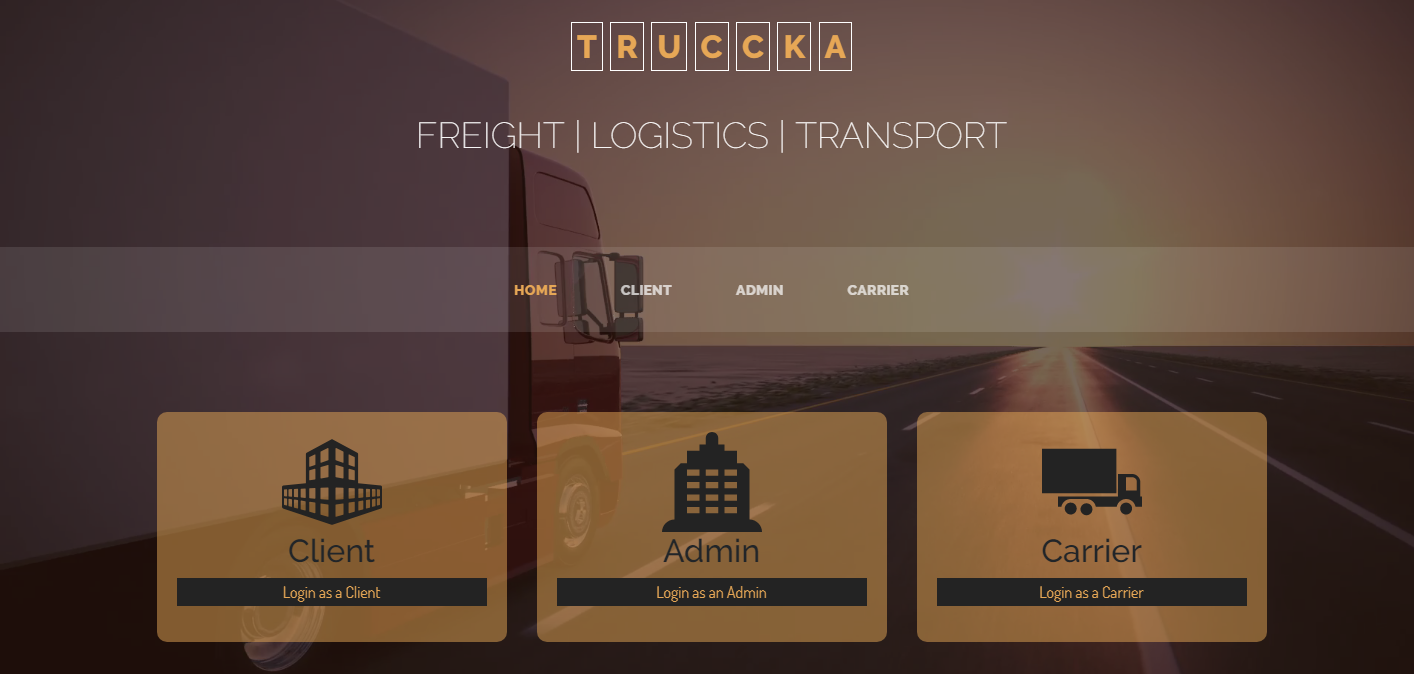 TRUCCKA
FREIGHT | LOGISTICS | TRANSPORT
HOME CLIENT ADMIN CARRIER
Client Admin Carrier
Login as a Client Login as an Admin Login as a Carrier